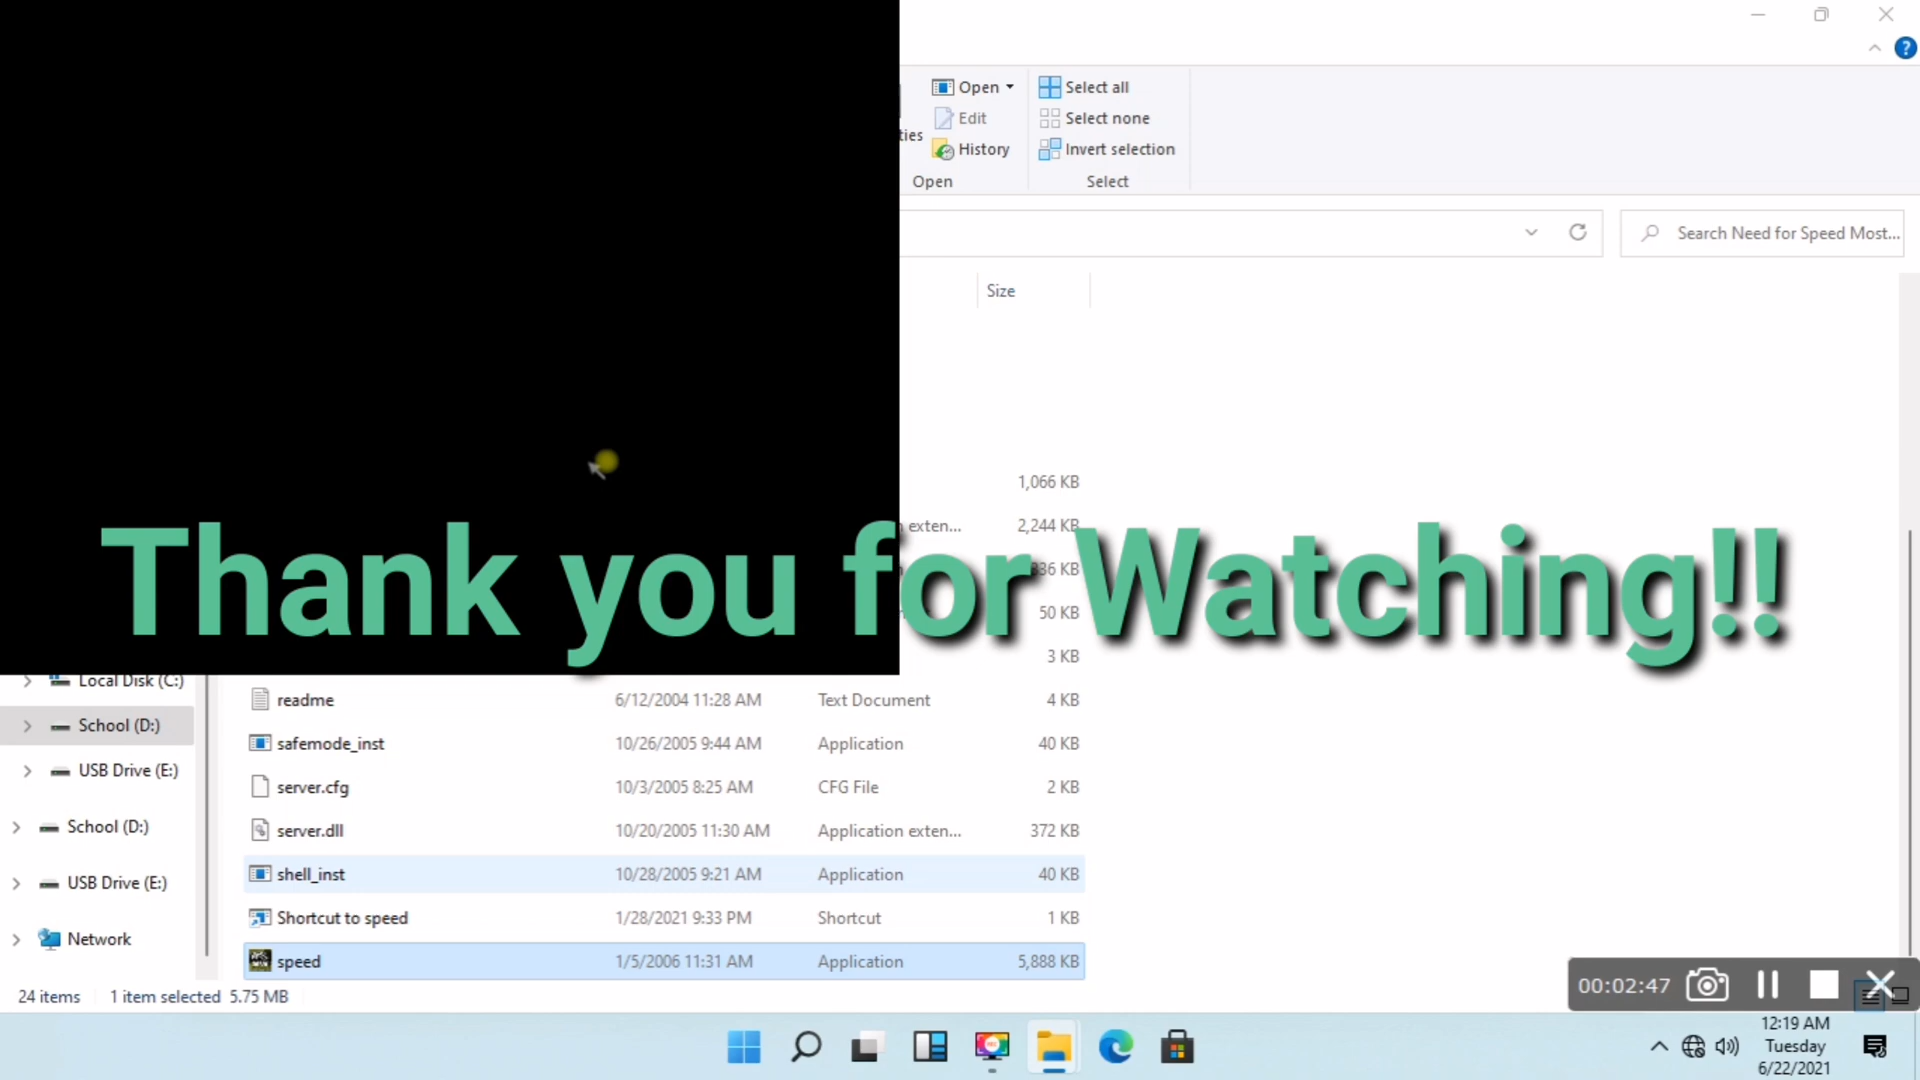 Open
Select all
Edit
Select none
ties
History
Invert selection
Open
Select
Search Need for Speed Most...
Size
1,066 KB
exten... 2,244 KB
36 KB
Thank you for Watching!!
50 KB
3 KB
Local Disk (C:)
readme 6/12/2004 11:28 AM Text Document 4 KB
School (D:)
safemode_inst 10/26/2005 9:44 AM Application 40 KB
USB Drive (E:)
server.cfg 10/3/2005 8:25 AM CFG File 2 KB
School (D:)
server.dll 10/20/2005 11:30 AM Application exten... 372 KB
shell_inst 10/28/2005 9:21 AM Application 40 KB
USB Drive (E:)
Shortcut to speed 1/28/2021 9:33 PM Shortcut 1 KB
Network
speed 1/5/2006 11:31 AM Application 5,888 KB
24 items 1 item selected 5.75 MB
00:02:47
12:19 AM
Tuesday
6/22/2021